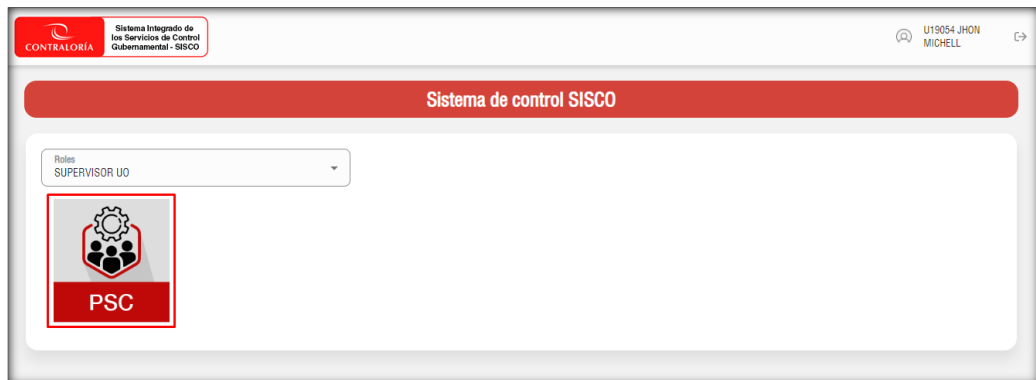 CONTRALORÍA
Sistema Integrado de
los Servicios de Control
Gubernamental - SISCO
U19054 JHON
MICHELL
Sistema de control SISCO
Roles
SUPERVISOR UO
PSC